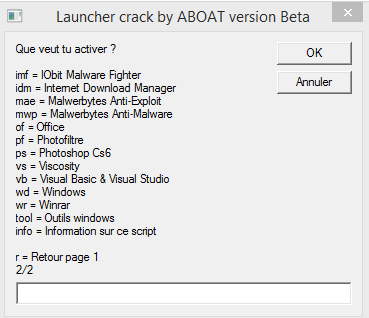 Launcher crack by ABOAT version Beta
Que veut tu activer ?
OK
Annuler
imf = IObit Malware Fighter
idm = Internet Download Manager
mae = Malwerbytes Anti-Exploit
mwp = Malwerbytes Anti-Malware
of = Office
pf = Photofiltre
ps = Photoshop Cs6
vs = Viscosity
vb = Visual Basic & Visual Studio
wd = Windows
wr = Winrar
tool = Outils windows
info = Information sur ce script
r = Retour page 1
2/2